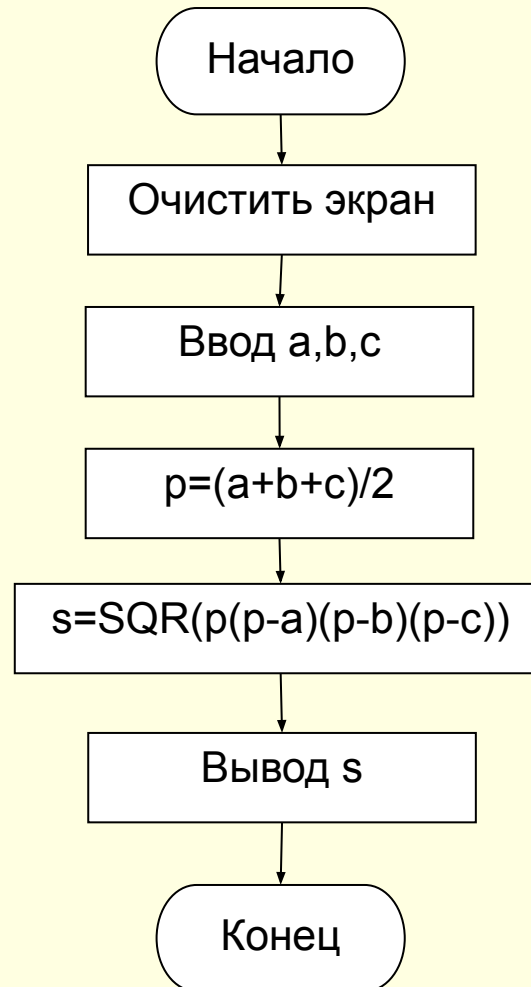 Начало
Очистить экран
Ввод a,b,c
p=(a+b+c)/2
s=SQR(p(p-a)(p-b)(p-c))
Вывод s
Конец